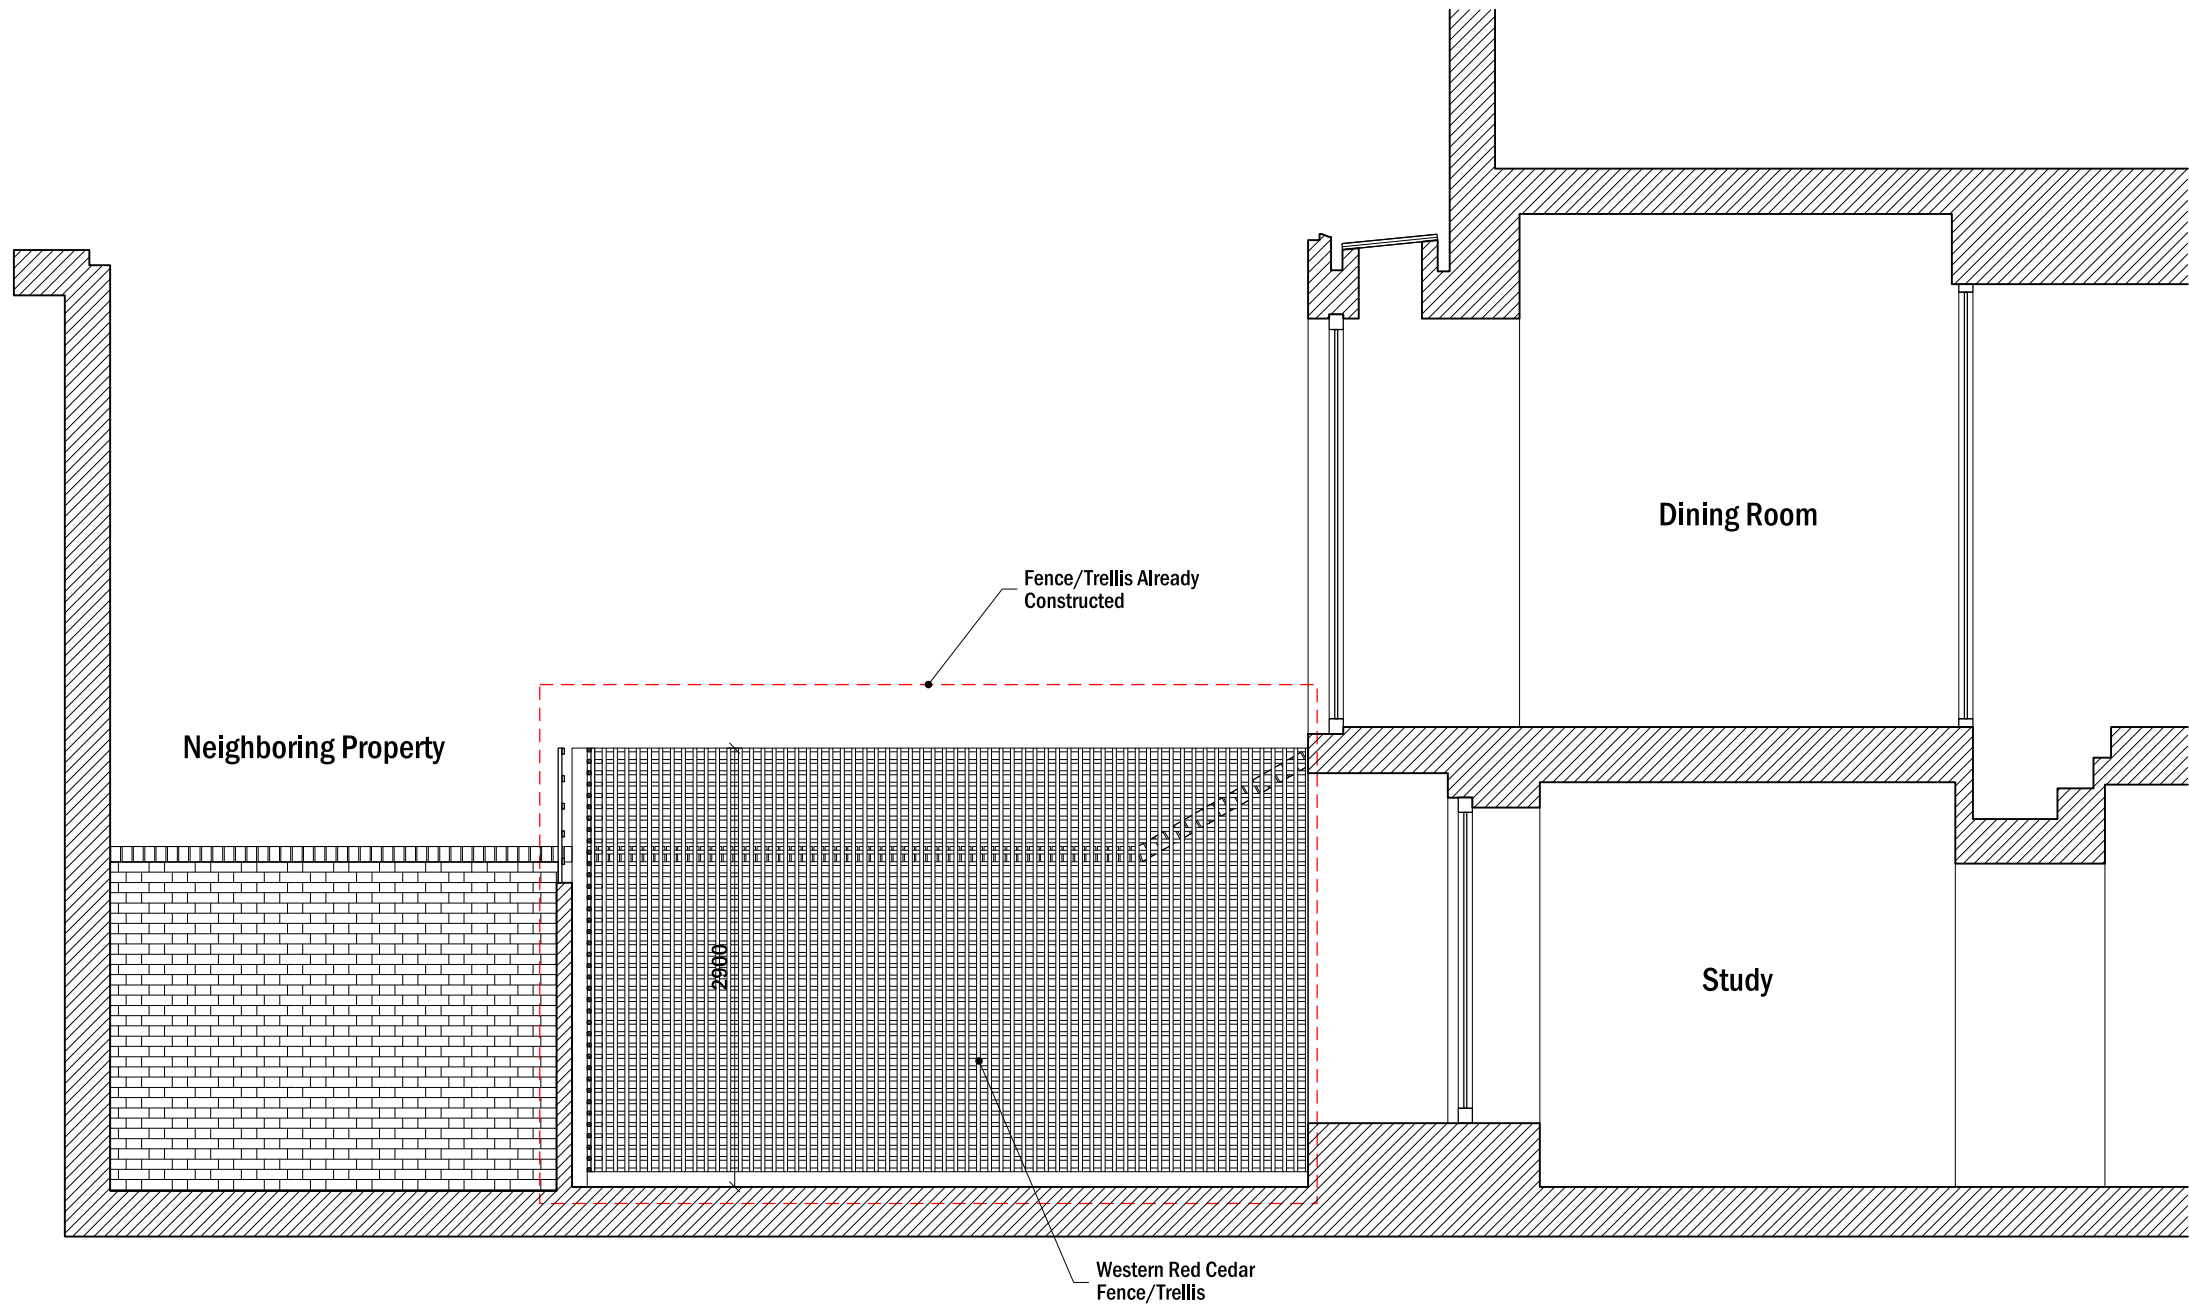 Dining Room
Fence/Trellis Already
Constructed
Neighboring Property
2900
Study
Western Red Cedar
Fence/Trellis